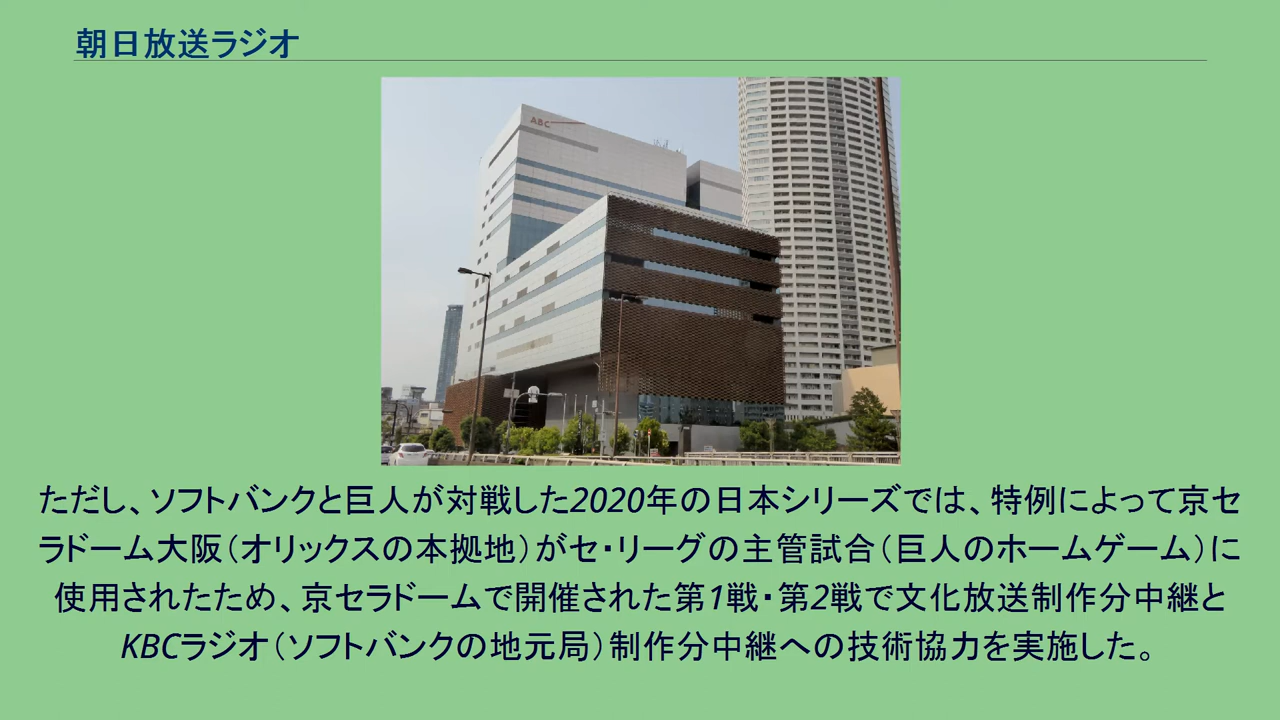 朝日放送ラジオ
ABC
ただし、ソフトバンクと巨人が対戦した2020年の日本シリーズでは、特例によって京セ
ラドーム大阪（オリックスの本拠地）がセ・リーグの主管試合（巨人のホームゲーム）に
使用されたため、京セラドームで開催された第1戦・第2戦で文化放送制作分中継と
KBCラジオ（ソフトバンクの地元局）制作分中継への技術協力を実施した。